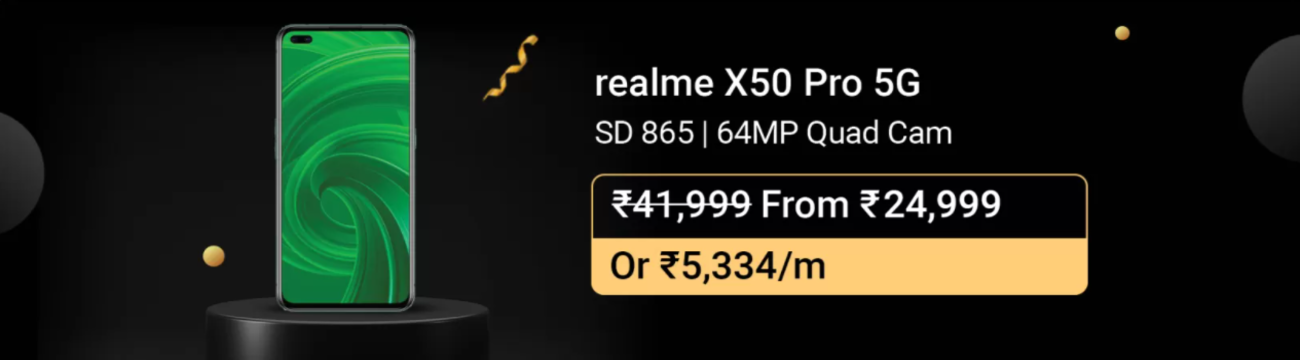 realme X50 Pro 5G
SD 865 | 64MP Quad Cam
₹41,999 From ₹24,999
Or ₹5,334/m